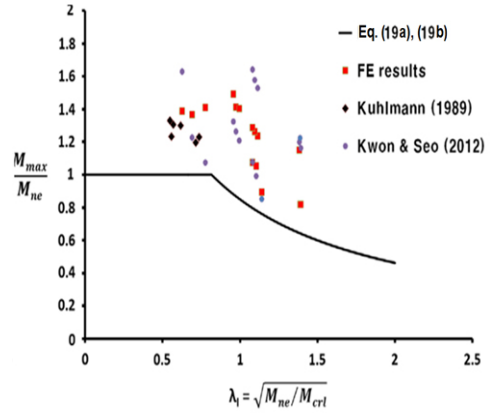 2
1.8
1.6
1.4
1.2
1
0.8
0.6
0.4
0.2
0
M_max/M_ne
0 0.5 1 1.5 2 2.5
λ_l = √M_ne/M_crl
Eq. (19a), (19b)
FE results
Kuhlmann (1989)
Kwon & Seo (2012)